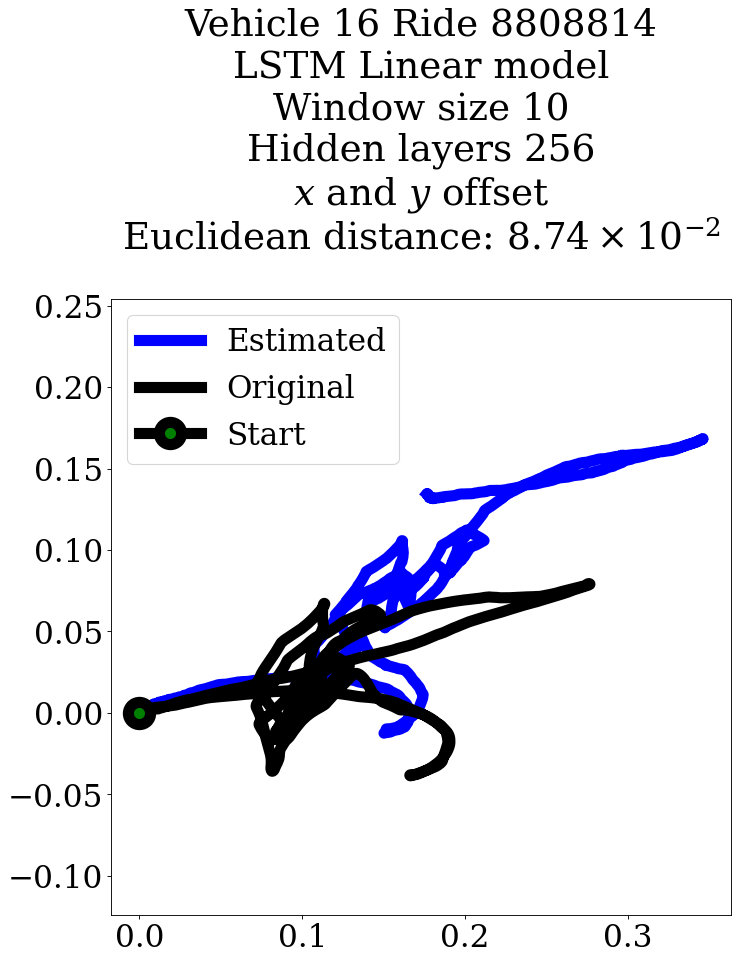 Vehicle 16 Ride 8808814
LSTM Linear model
Window size 10
Hidden layers 256
x and y offset
Euclidean distance: 8.74 × 10⁻²
0.25
0.20
0.15
0.10
0.05
0.00
−0.05
−0.10
Estimated
Original
Start
0.0 0.1 0.2 0.3